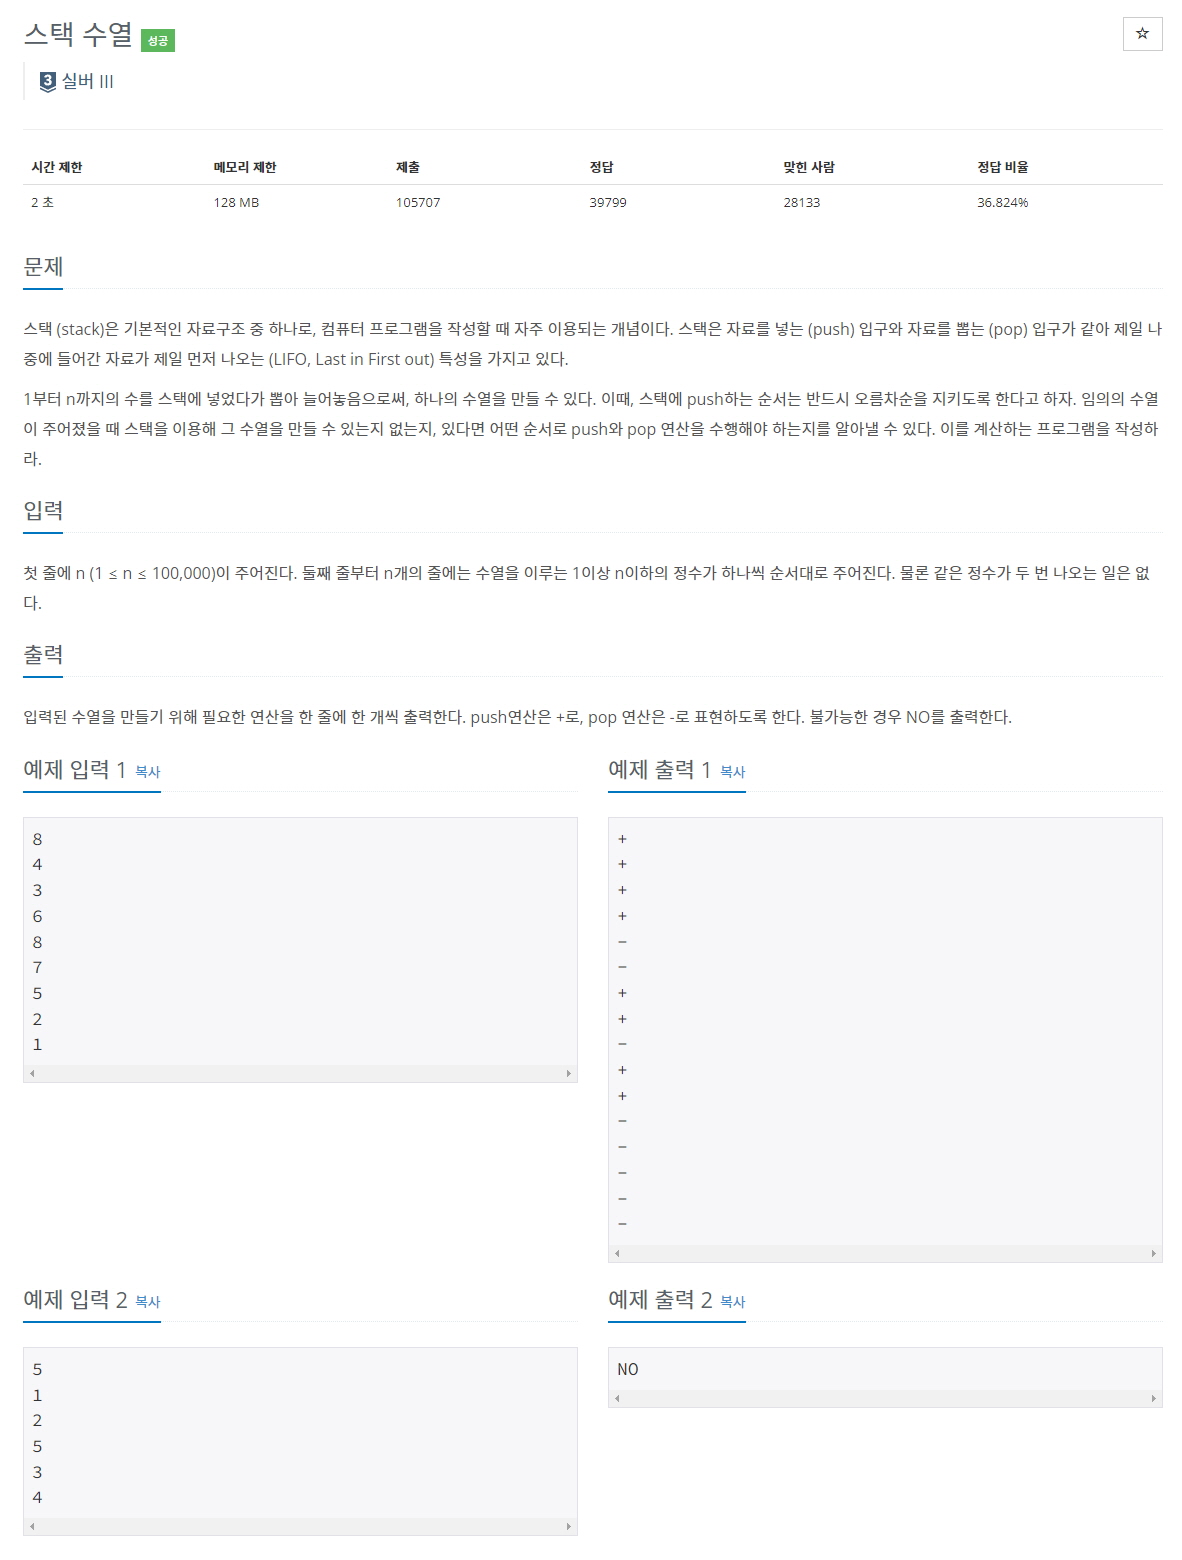 스택 수열 성공
☆
3 실버 III
시간 제한 메모리 제한 제출 정답 맞힌 사람 정답 비율
2 초 128 MB 105707 39799 28133 36.824%
문제
스택 (stack)은 기본적인 자료구조 중 하나로, 컴퓨터 프로그램을 작성할 때 자주 이용되는 개념이다. 스택은 자료를 넣는 (push) 입구와 자료를 뽑는 (pop) 입구가 같아 제일 나
중에 들어간 자료가 제일 먼저 나오는 (LIFO, Last in First out) 특성을 가지고 있다.
1부터 n까지의 수를 스택에 넣었다가 뽑아 늘어놓음으로써, 하나의 수열을 만들 수 있다. 이때, 스택에 push하는 순서는 반드시 오름차순을 지키도록 한다고 하자. 임의의 수열
이 주어졌을 때 스택을 이용해 그 수열을 만들 수 있는지 없는지, 있다면 어떤 순서로 push와 pop 연산을 수행해야 하는지를 알아낼 수 있다. 이를 계산하는 프로그램을 작성하
라.
입력
첫 줄에 n (1 ≤ n ≤ 100,000)이 주어진다. 둘째 줄부터 n개의 줄에는 수열을 이루는 1이상 n이하의 정수가 하나씩 순서대로 주어진다. 물론 같은 정수가 두 번 나오는 일은 없
다.
출력
입력된 수열을 만들기 위해 필요한 연산을 한 줄에 한 개씩 출력한다. push연산은 +로, pop 연산은 -로 표현하도록 한다. 불가능한 경우 NO를 출력한다.
예제 입력 1 복사
8
4
3
6
8
7
5
2
1
예제 출력 1 복사
+
+
+
+
-
-
+
+
-
+
+
-
-
-
-
-
예제 입력 2 복사
5
1
2
5
3
4
예제 출력 2 복사
NO